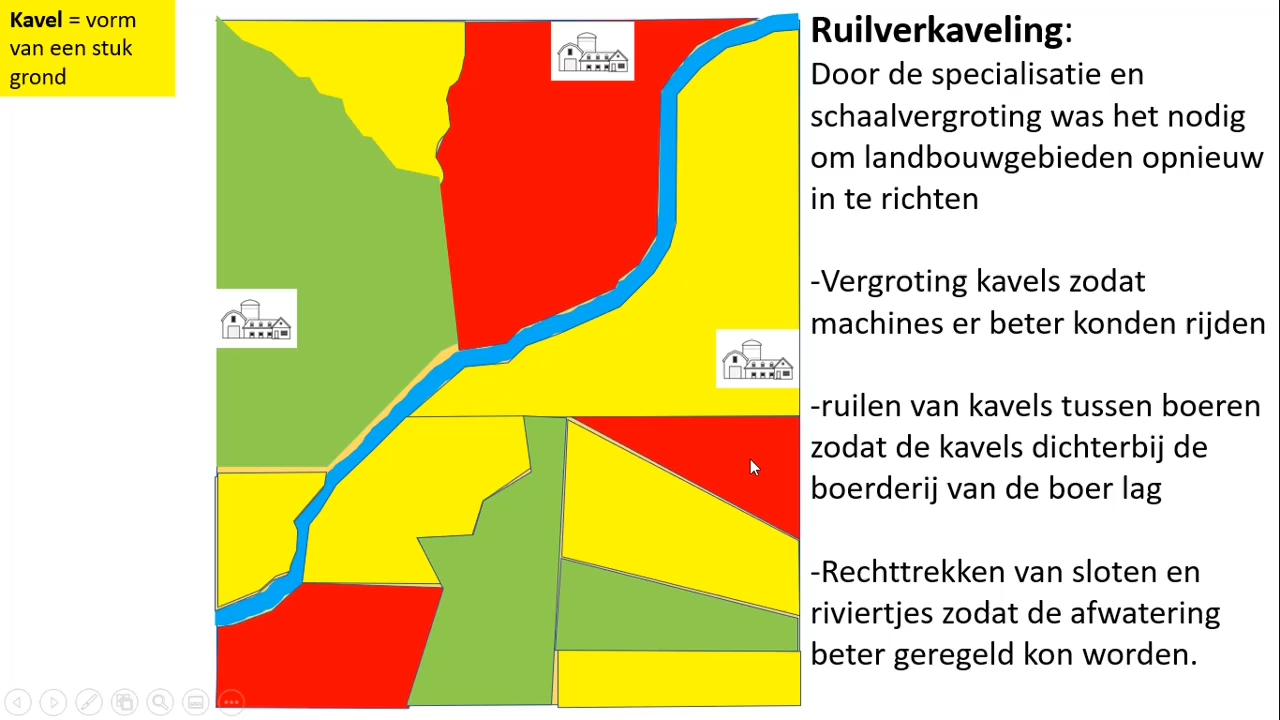 Kavel = vorm
van een stuk
grond
Ruilverkaveling:
Door de specialisatie en
schaalvergroting was het nodig
om landbouwgebieden opnieuw
in te richten
-Vergroting kavels zodat
machines er beter konden rijden
-ruilen van kavels tussen boeren
zodat de kavels dichterbij de
boerderij van de boer lag
-Rechttrekken van sloten en
riviertjes zodat de afwatering
beter geregeld kon worden.